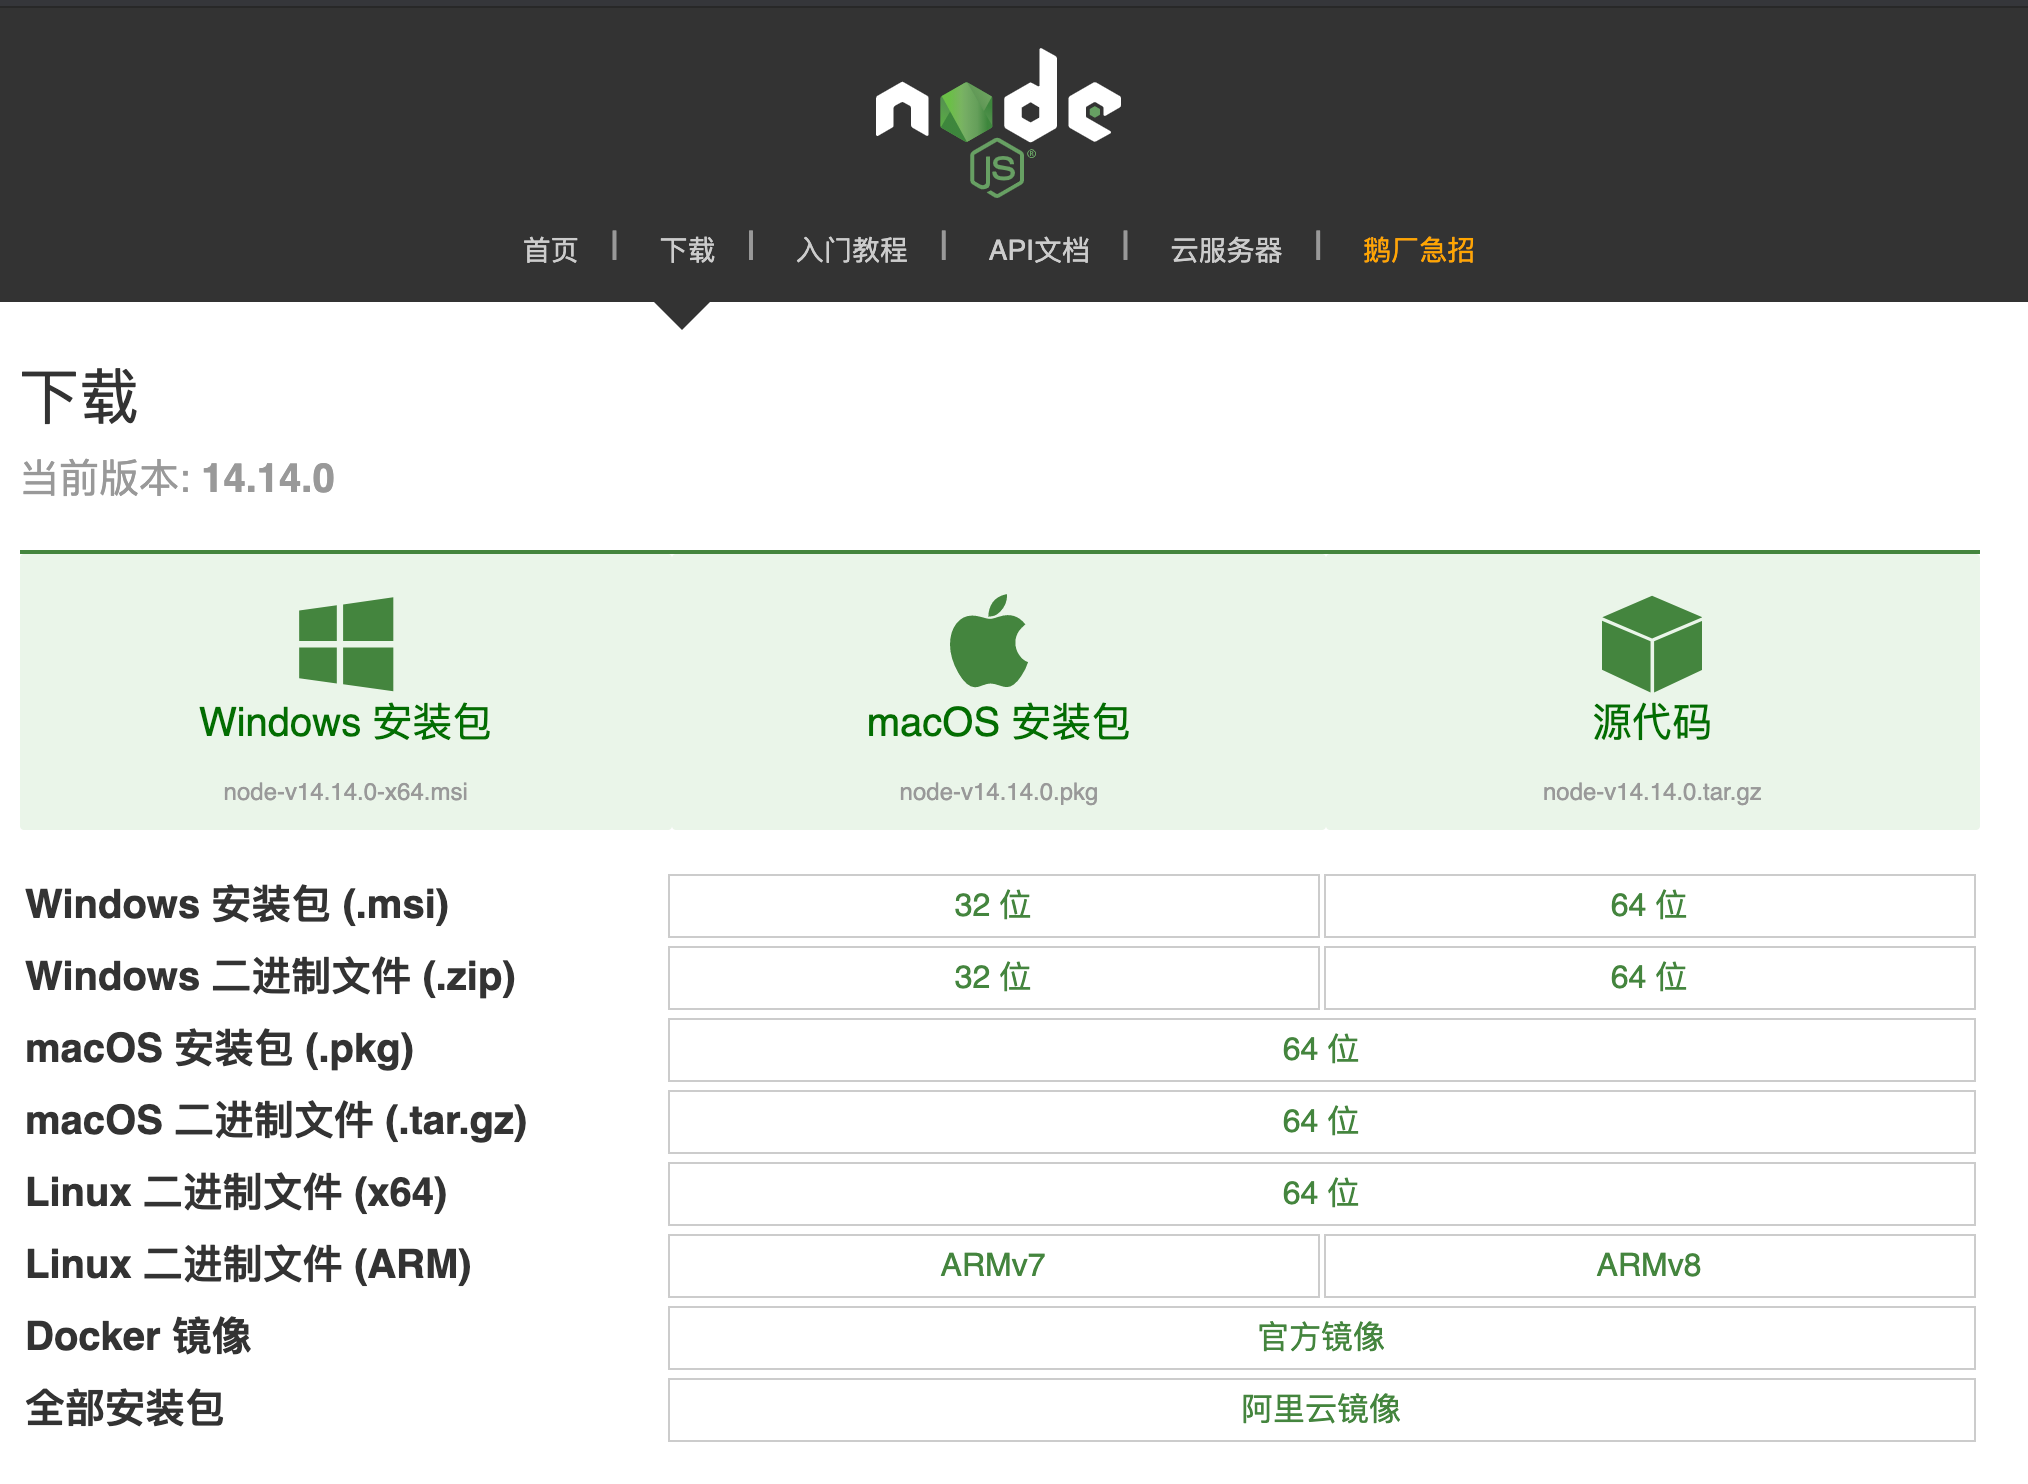 node
JS®
首页 | 下载 | 入门教程 | API文档 | 云服务器 | 鹅厂急招
下载
当前版本: 14.14.0
Windows 安装包 macOS 安装包 源代码
node-v14.14.0-x64.msi node-v14.14.0.pkg node-v14.14.0.tar.gz
Windows 安装包 (.msi) 32 位 64 位
Windows 二进制文件 (.zip) 32 位 64 位
macOS 安装包 (.pkg) 64 位
macOS 二进制文件 (.tar.gz) 64 位
Linux 二进制文件 (x64) 64 位
Linux 二进制文件 (ARM) ARMv7 ARMv8
Docker 镜像 官方镜像
全部安装包 阿里云镜像